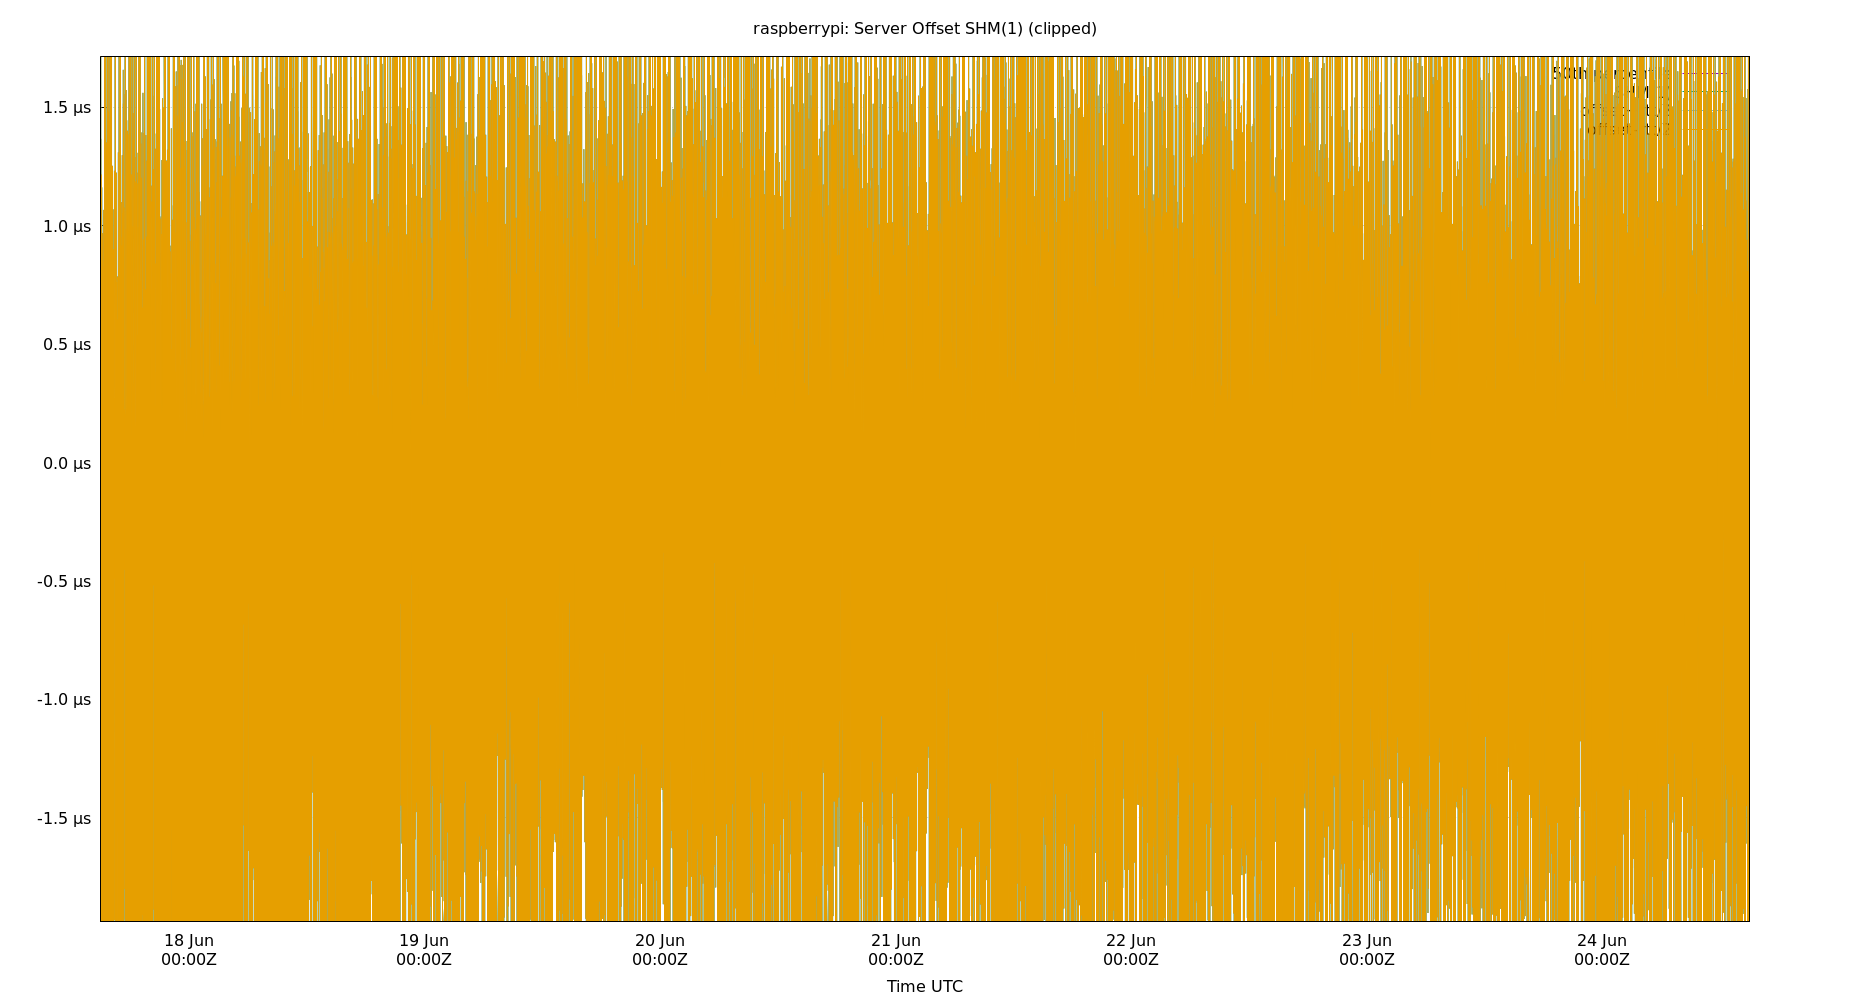 raspberrypi: Server Offset SHM(1) (clipped)
50th percentile
1.5 µs
1.0 µs
0.5 µs
0.0 µs
-0.5 µs
-1.0 µs
-1.5 µs
18 Jun 19 Jun 20 Jun 21 Jun 22 Jun 23 Jun 24 Jun
00:00Z 00:00Z 00:00Z 00:00Z 00:00Z 00:00Z 00:00Z
Time UTC